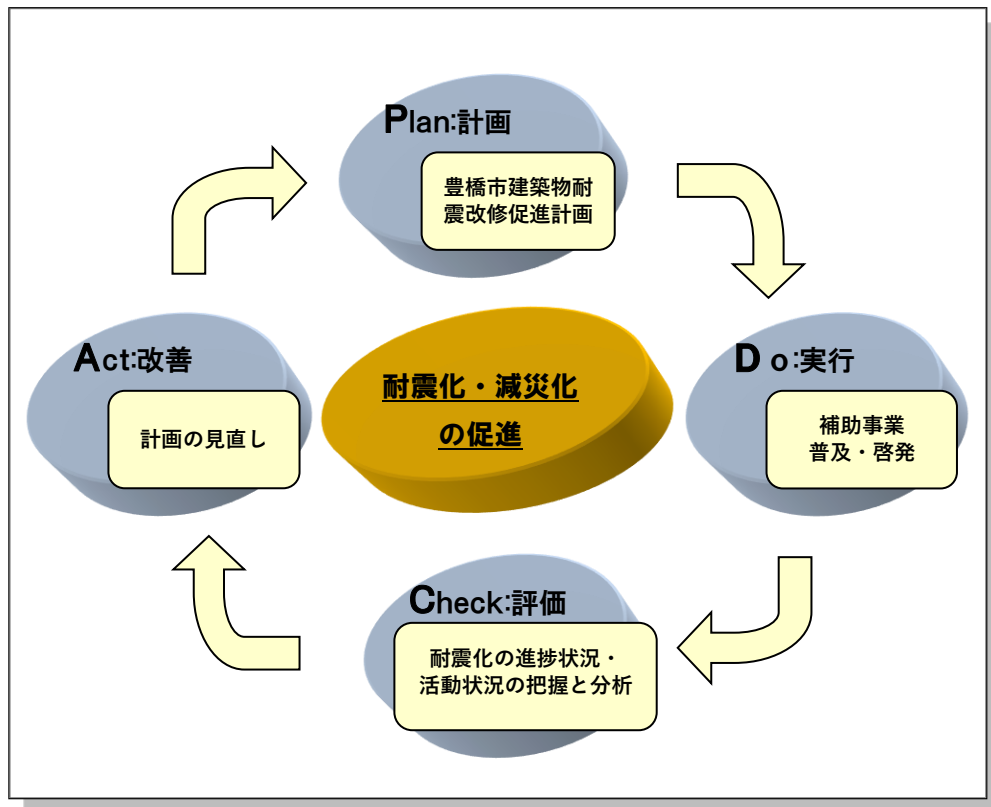 Plan:計画
豊橋市建築物耐
震改修促進計画
Act:改善
計画の見直し
耐震化・減災化
の促進
Ｄｏ:実行
補助事業
普及・啓発
Check:評価
耐震化の進捗状況・
活動状況の把握と分析